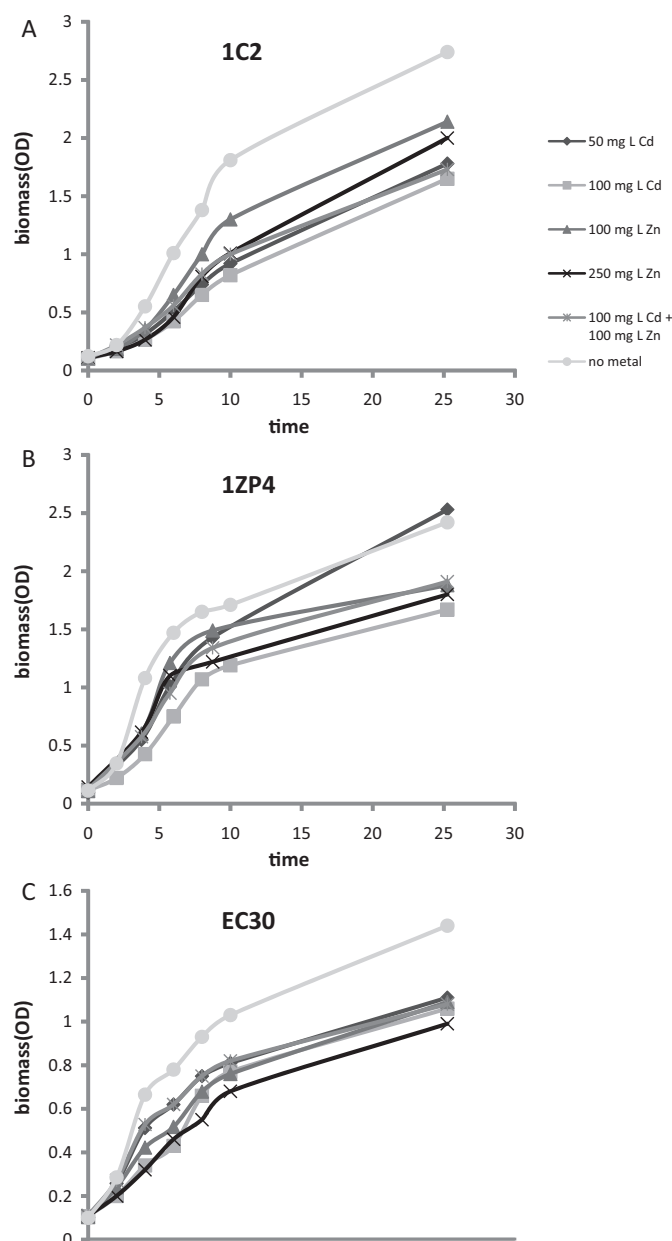 A
1C2
3
2.5
2
1.5
1
0.5
0
biomass(OD)
0 5 10 15 20 25 30
time
50 mg L Cd
100 mg L Cd
100 mg L Zn
250 mg L Zn
100 mg L Cd +
100 mg L Zn
no metal
B
1ZP4
3
2.5
2
1.5
1
0.5
0
biomass(OD)
0 5 10 15 20 25 30
time
C
EC30
1.6
1.4
1.2
1
0.8
0.6
0.4
0.2
0
biomass(OD)